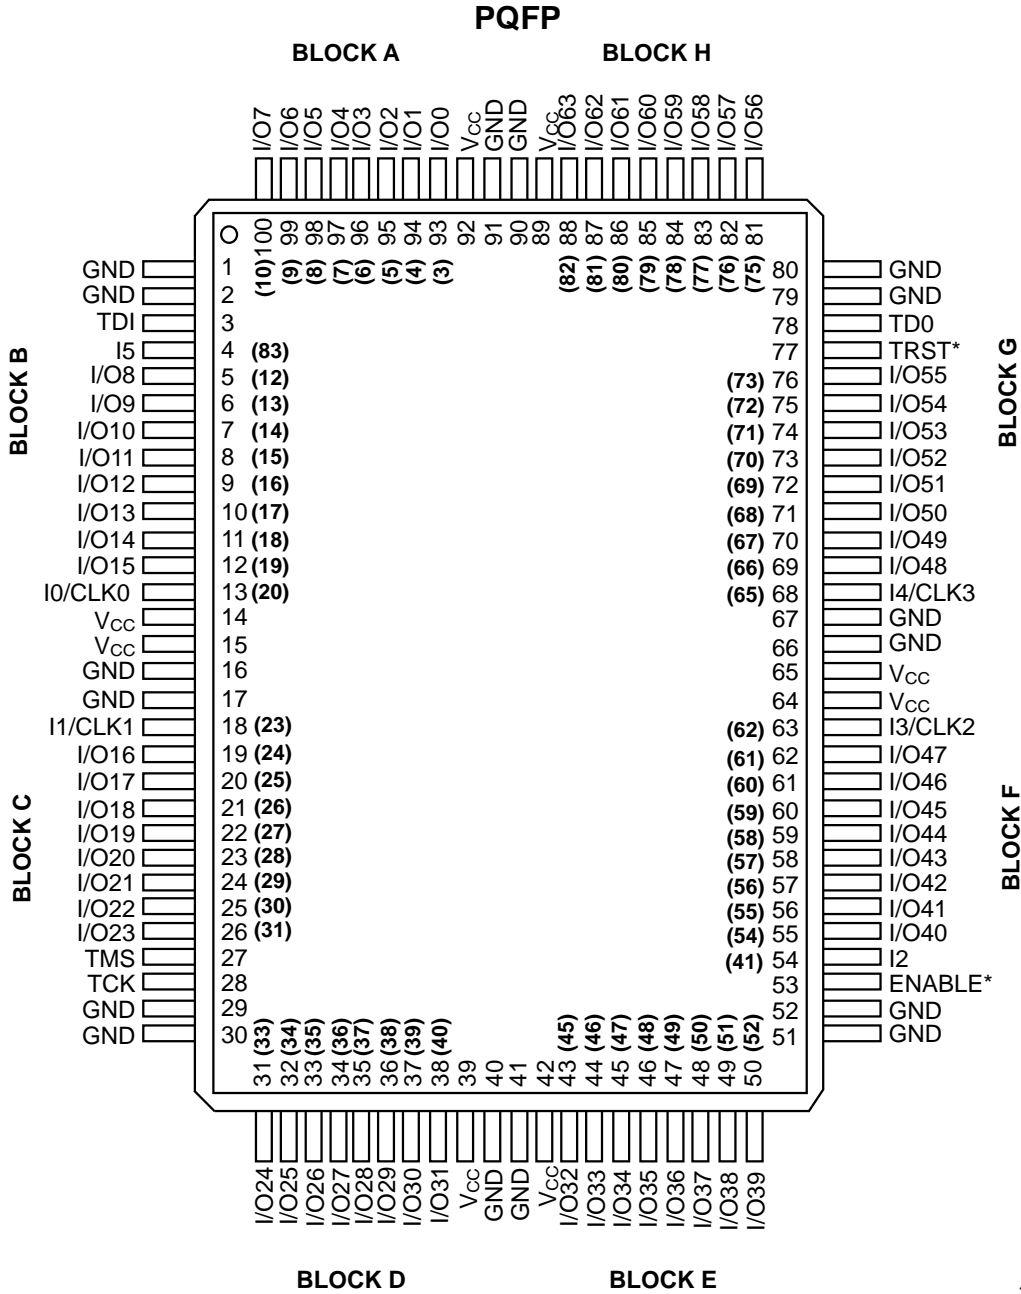 PQFP
BLOCK A
BLOCK H
I/O7 I/O6 I/O5 I/O4 I/O3 I/O2 I/O1 I/O0 VCC GND GND VCC I/O63 I/O62 I/O61 I/O60 I/O59 I/O58 I/O57 I/O56
100 99 98 97 96 95 94 93 92 91 90 89 88 87 86 85 84 83 82 81
(10) (9) (8) (7) (6) (5) (4) (3) (82) (81) (80) (79) (78) (77) (76) (75)
BLOCK B
BLOCK G
GND 1 80 GND
GND 2 79 GND
TDI 3 78 TD0
I5 4 (83) 77 TRST*
I/O8 5 (12) (73) 76 I/O55
I/O9 6 (13) (72) 75 I/O54
I/O10 7 (14) (71) 74 I/O53
I/O11 8 (15) (70) 73 I/O52
I/O12 9 (16) (69) 72 I/O51
I/O13 10 (17) (68) 71 I/O50
I/O14 11 (18) (67) 70 I/O49
I/O15 12 (19) (66) 69 I/O48
I0/CLK0 13 (20) (65) 68 I4/CLK3
VCC 14 67 GND
VCC 15 66 GND
GND 16 65 VCC
GND 17 64 VCC
I1/CLK1 18 (23) (62) 63 I3/CLK2
I/O16 19 (24) (61) 62 I/O47
I/O17 20 (25) (60) 61 I/O46
I/O18 21 (26) (59) 60 I/O45
I/O19 22 (27) (58) 59 I/O44
I/O20 23 (28) (57) 58 I/O43
I/O21 24 (29) (56) 57 I/O42
I/O22 25 (30) (55) 56 I/O41
I/O23 26 (31) (54) 55 I/O40
TMS 27 (41) 54 I2
TCK 28 53 ENABLE*
GND 29 52 GND
GND 30 51 GND
BLOCK C
BLOCK F
(33) (34) (35) (36) (37) (38) (39) (40) (45) (46) (47) (48) (49) (50) (51) (52)
31 32 33 34 35 36 37 38 39 40 41 42 43 44 45 46 47 48 49 50
I/O24 I/O25 I/O26 I/O27 I/O28 I/O29 I/O30 I/O31 VCC GND GND VCC I/O32 I/O33 I/O34 I/O35 I/O36 I/O37 I/O38 I/O39
BLOCK D
BLOCK E